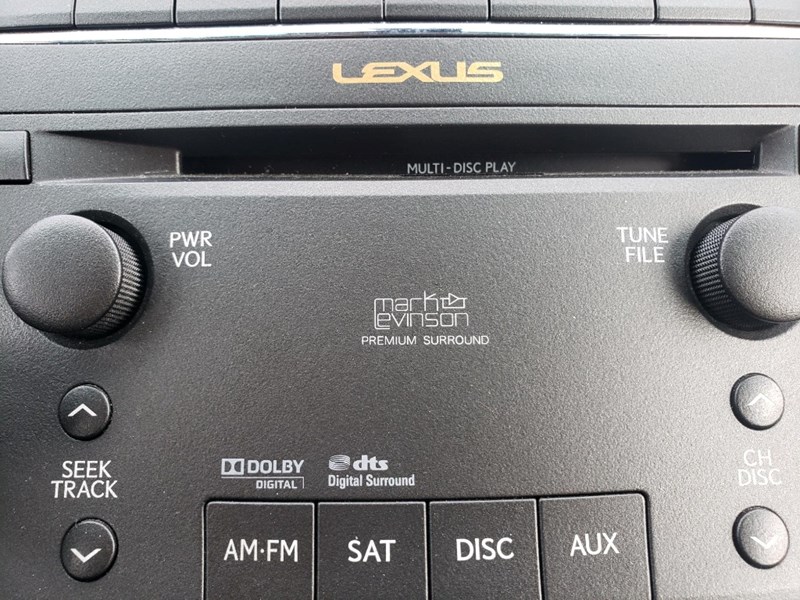 LEXUS
MULTI-DISC PLAY
PWR
VOL
TUNE
FILE
mark
Levinson
PREMIUM SURROUND
SEEK
TRACK
DOLBY
DIGITAL
dts
Digital Surround
CH
DISC
AM·FM
SAT
DISC
AUX